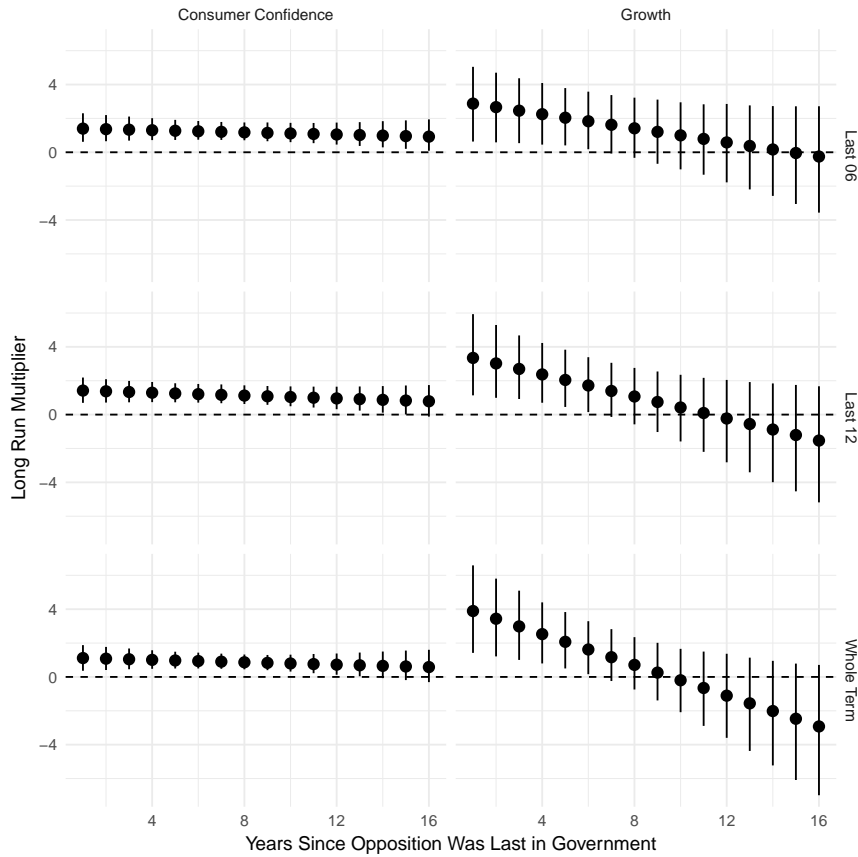 Consumer Confidence Growth
4
0
−4
Last 06
4
0
−4
Last 12
4
0
−4
Whole Term
Long Run Multiplier
4 8 12 16 4 8 12 16
Years Since Opposition Was Last in Government